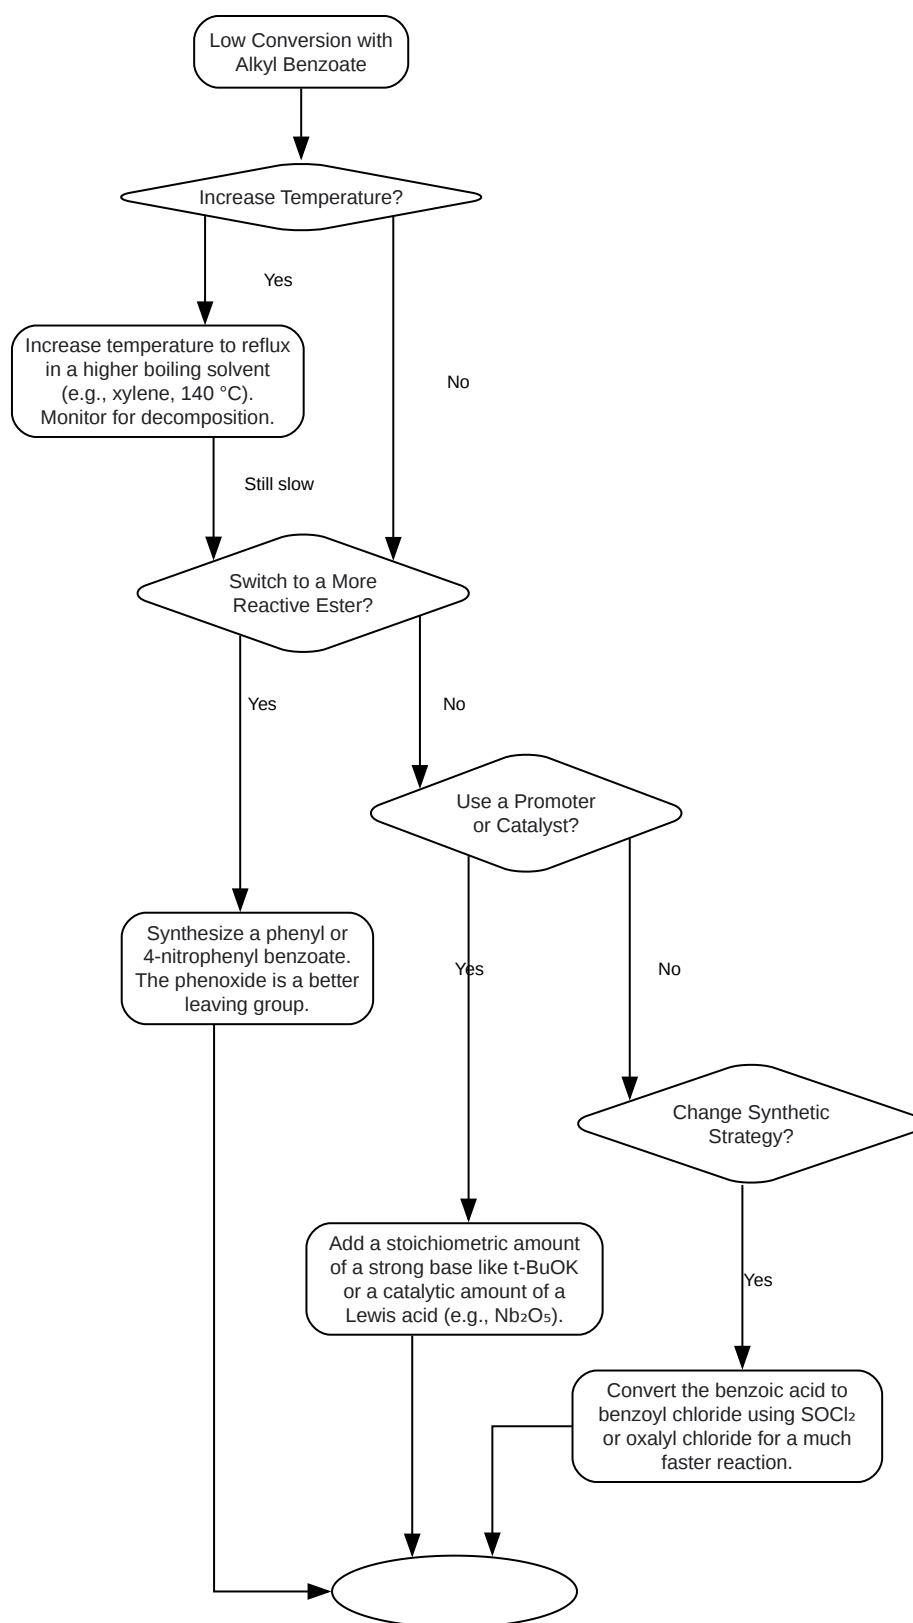 Low Conversion with
Alkyl Benzoate
Increase Temperature?
Yes
Increase temperature to reflux
in a higher boiling solvent
(e.g., xylene, 140 °C).
Monitor for decomposition.
No
Still slow
Switch to a More
Reactive Ester?
Yes
No
Use a Promoter
or Catalyst?
Synthesize a phenyl or
4-nitrophenyl benzoate.
The phenoxide is a better
leaving group.
Yes
No
Change Synthetic
Strategy?
Add a stoichiometric amount
of a strong base like t-BuOK
or a catalytic amount of a
Lewis acid (e.g., Nb₂O₅).
Yes
Convert the benzoic acid to
benzoyl chloride using SOCl₂
or oxalyl chloride for a much
faster reaction.